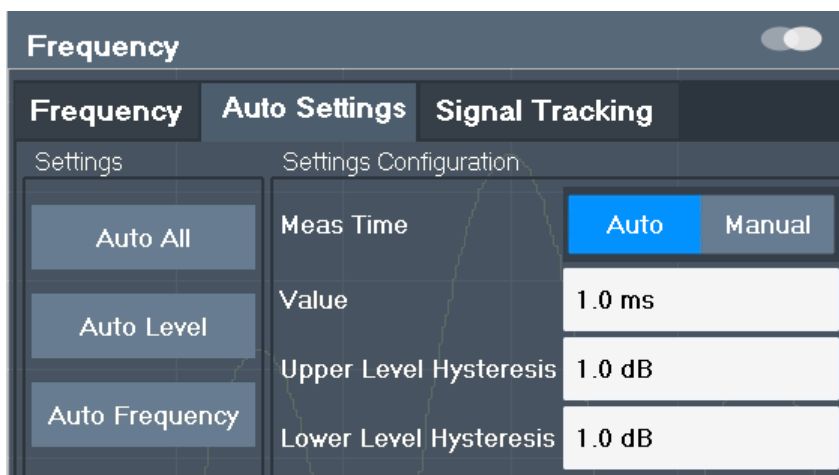 Frequency
Frequency Auto Settings Signal Tracking
Settings Settings Configuration
Auto All Meas Time Auto Manual
Auto Level Value 1.0 ms
Upper Level Hysteresis 1.0 dB
Auto Frequency Lower Level Hysteresis 1.0 dB